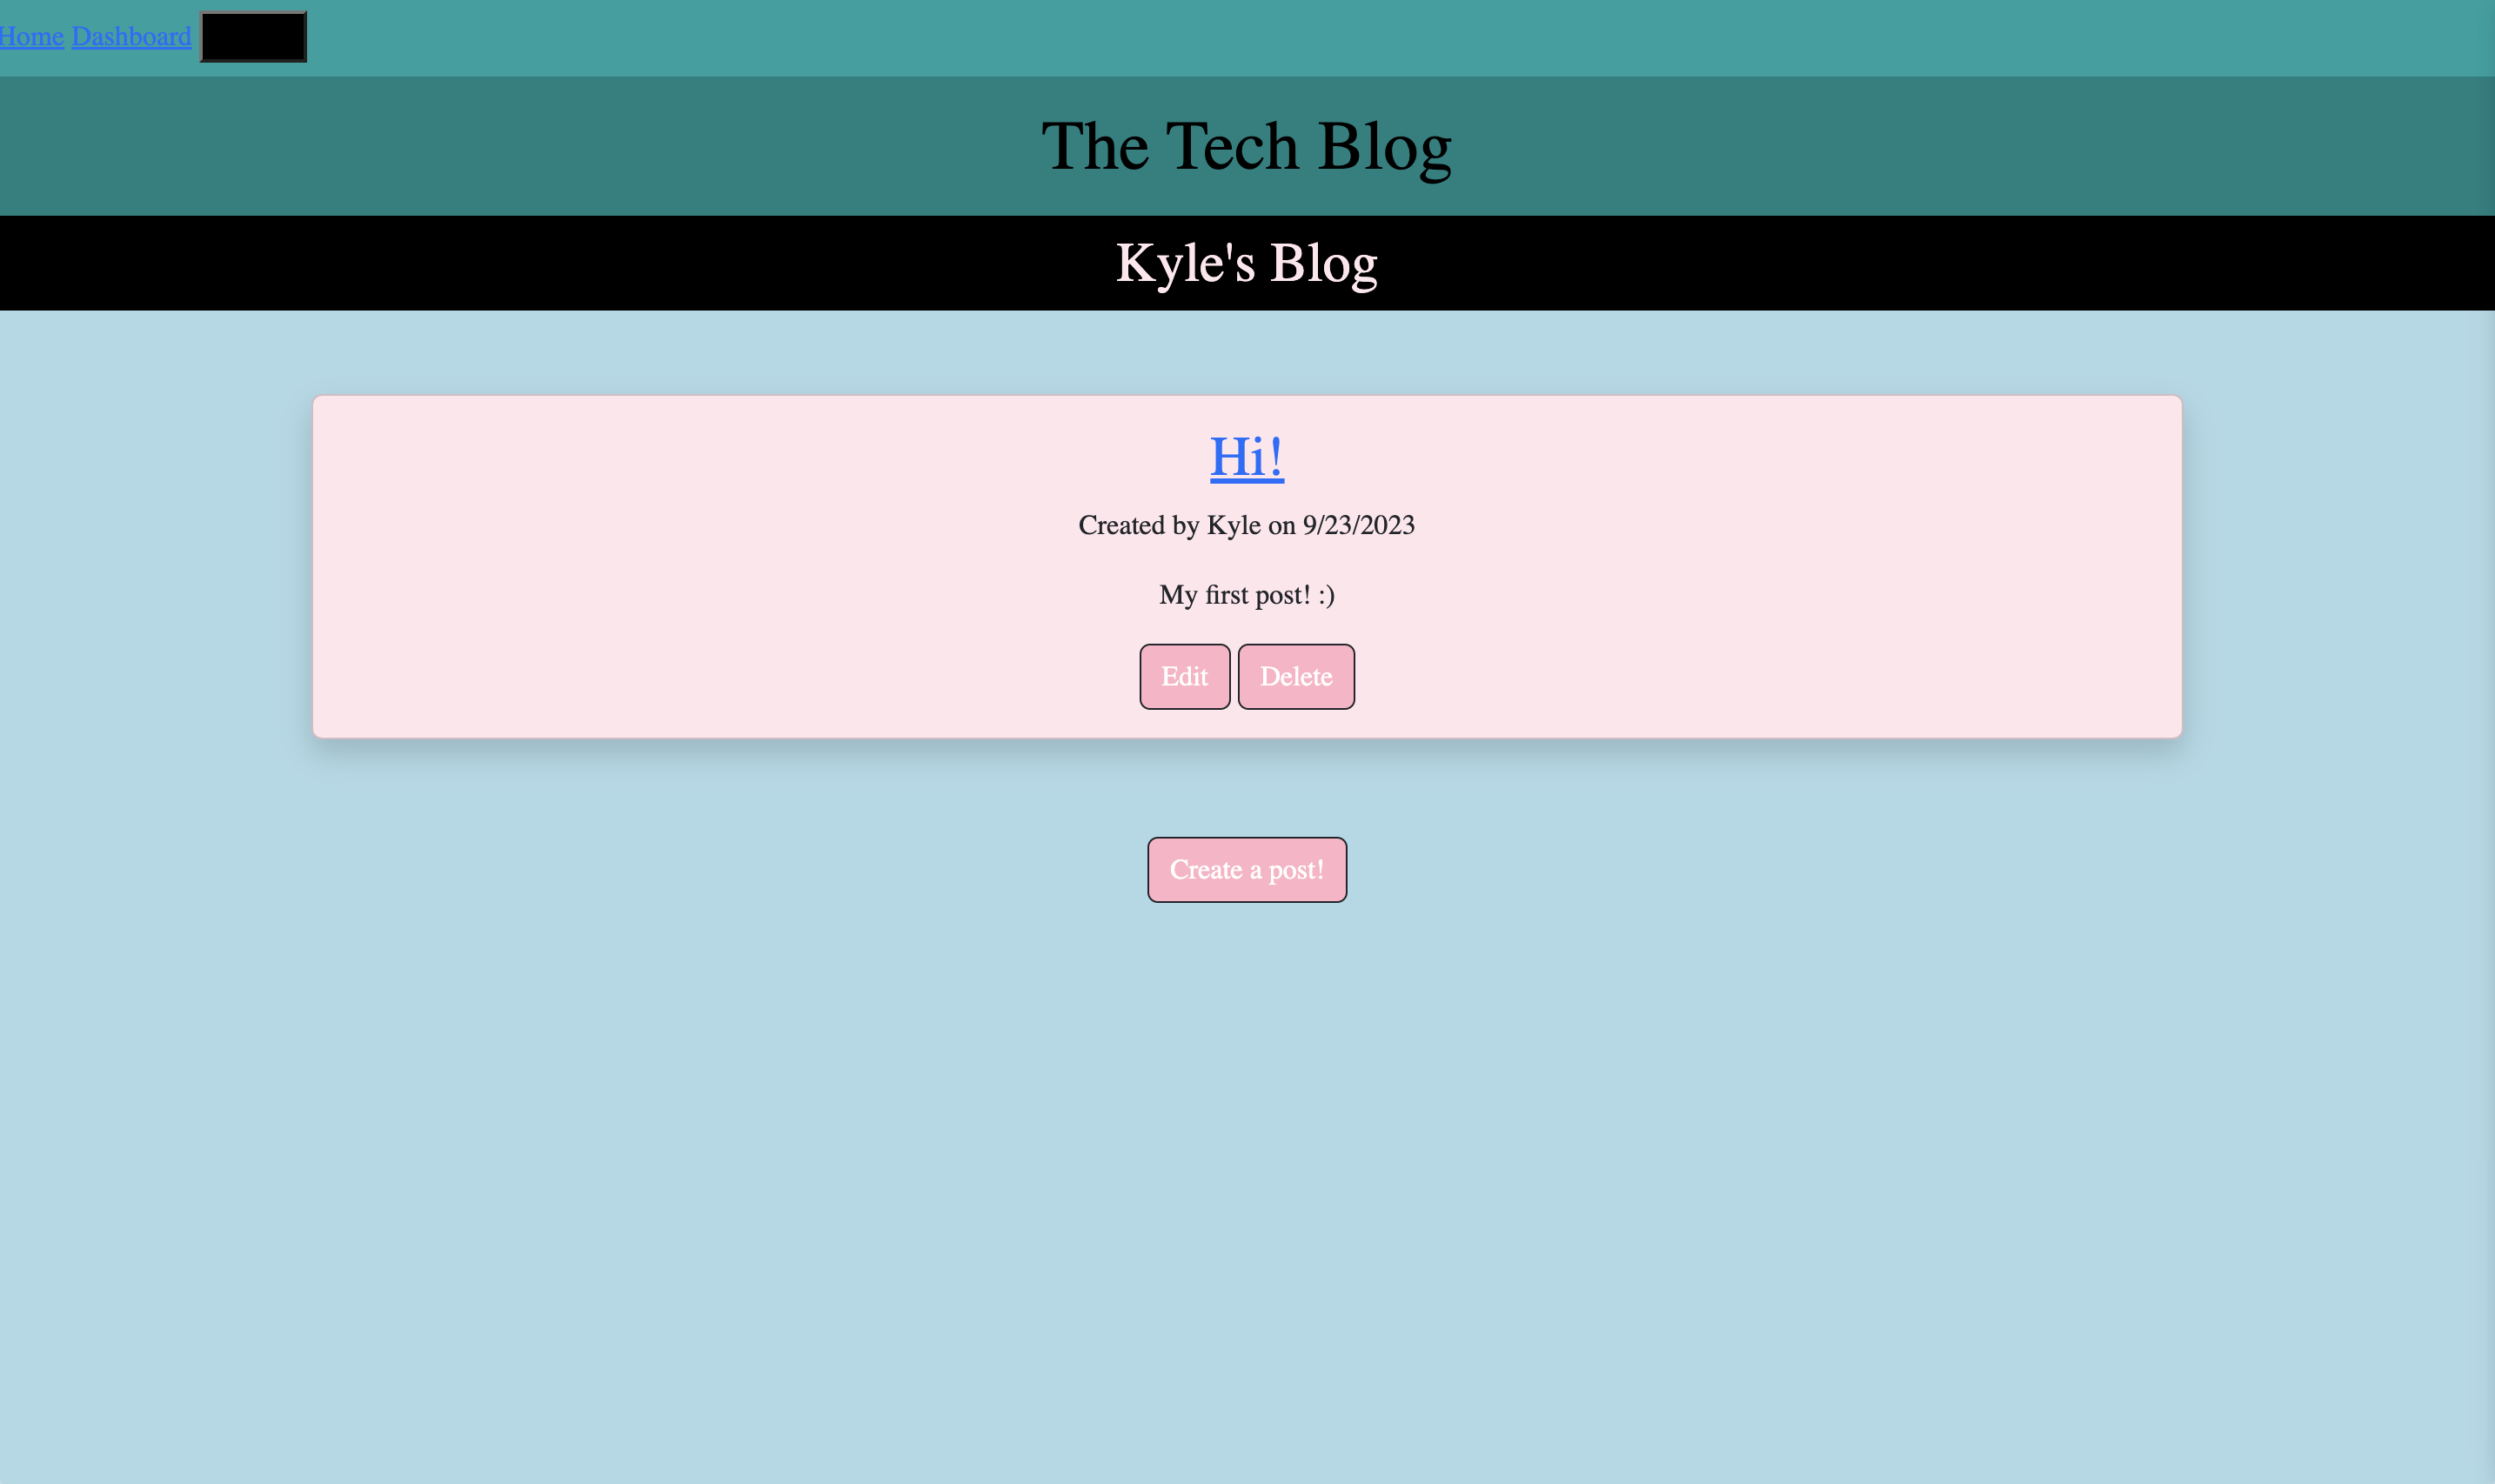 Home Dashboard
The Tech Blog
Kyle's Blog
Hi!
Created by Kyle on 9/23/2023
My first post! :)
Edit Delete
Create a post!